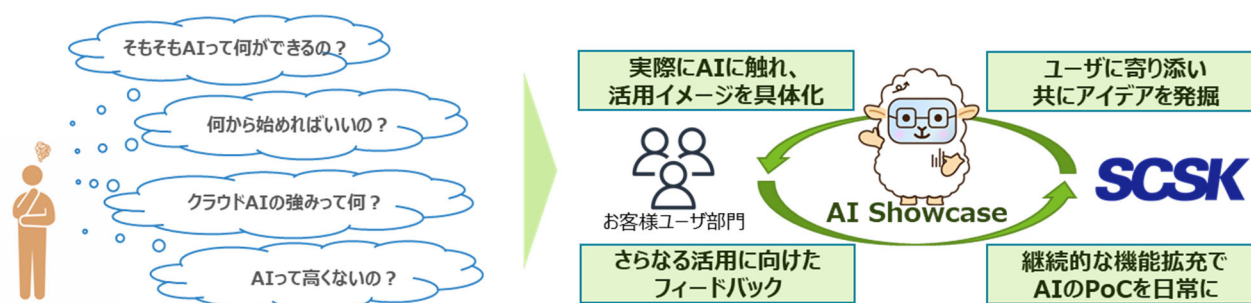 そもそもAIって何ができるの？
何から始めればいいの？
クラウドAIの強みって何？
AIって高くないの？
実際にAIに触れ、
活用イメージを具体化
ユーザに寄り添い
共にアイデアを発掘
お客様ユーザ部門
AI Showcase
SCSK
さらなる活用に向けた
フィードバック
継続的な機能拡充で
AIのPoCを日常に